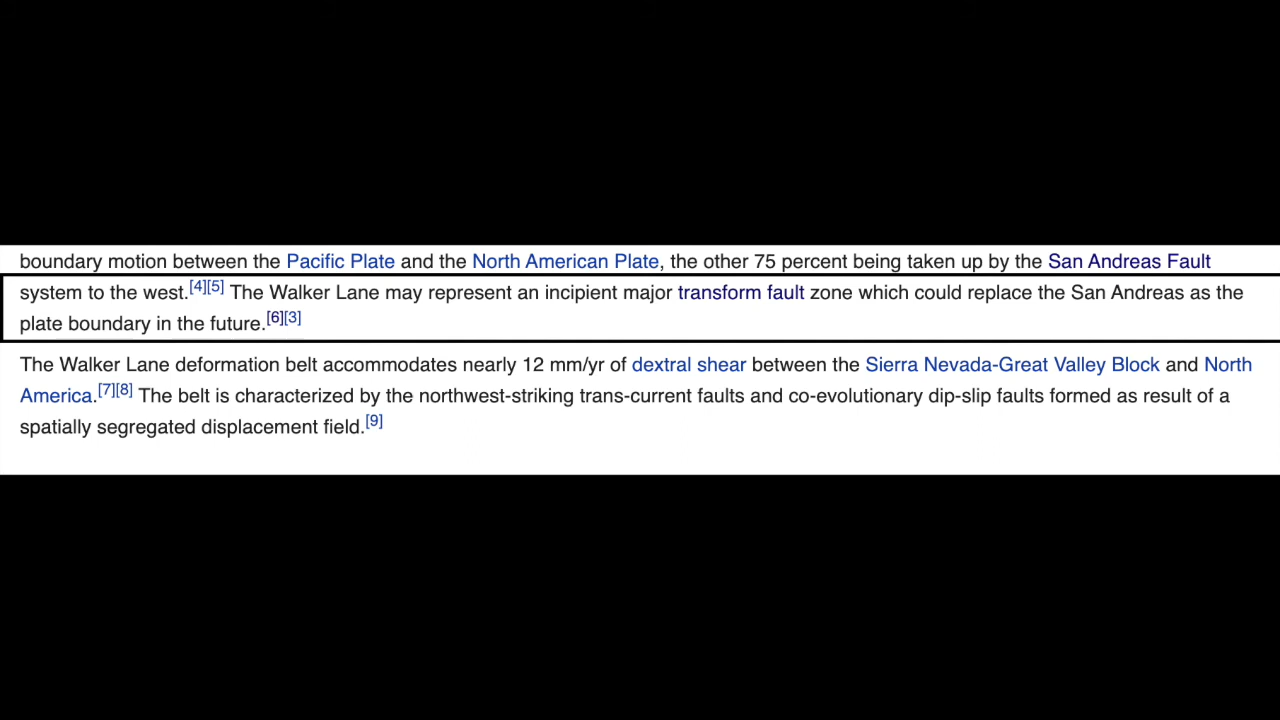 boundary motion between the Pacific Plate and the North American Plate, the other 75 percent being taken up by the San Andreas Fault
system to the west.[4][5] The Walker Lane may represent an incipient major transform fault zone which could replace the San Andreas as the
plate boundary in the future.[6][3]
The Walker Lane deformation belt accommodates nearly 12 mm/yr of dextral shear between the Sierra Nevada-Great Valley Block and North
America.[7][8] The belt is characterized by the northwest-striking trans-current faults and co-evolutionary dip-slip faults formed as result of a
spatially segregated displacement field.[9]